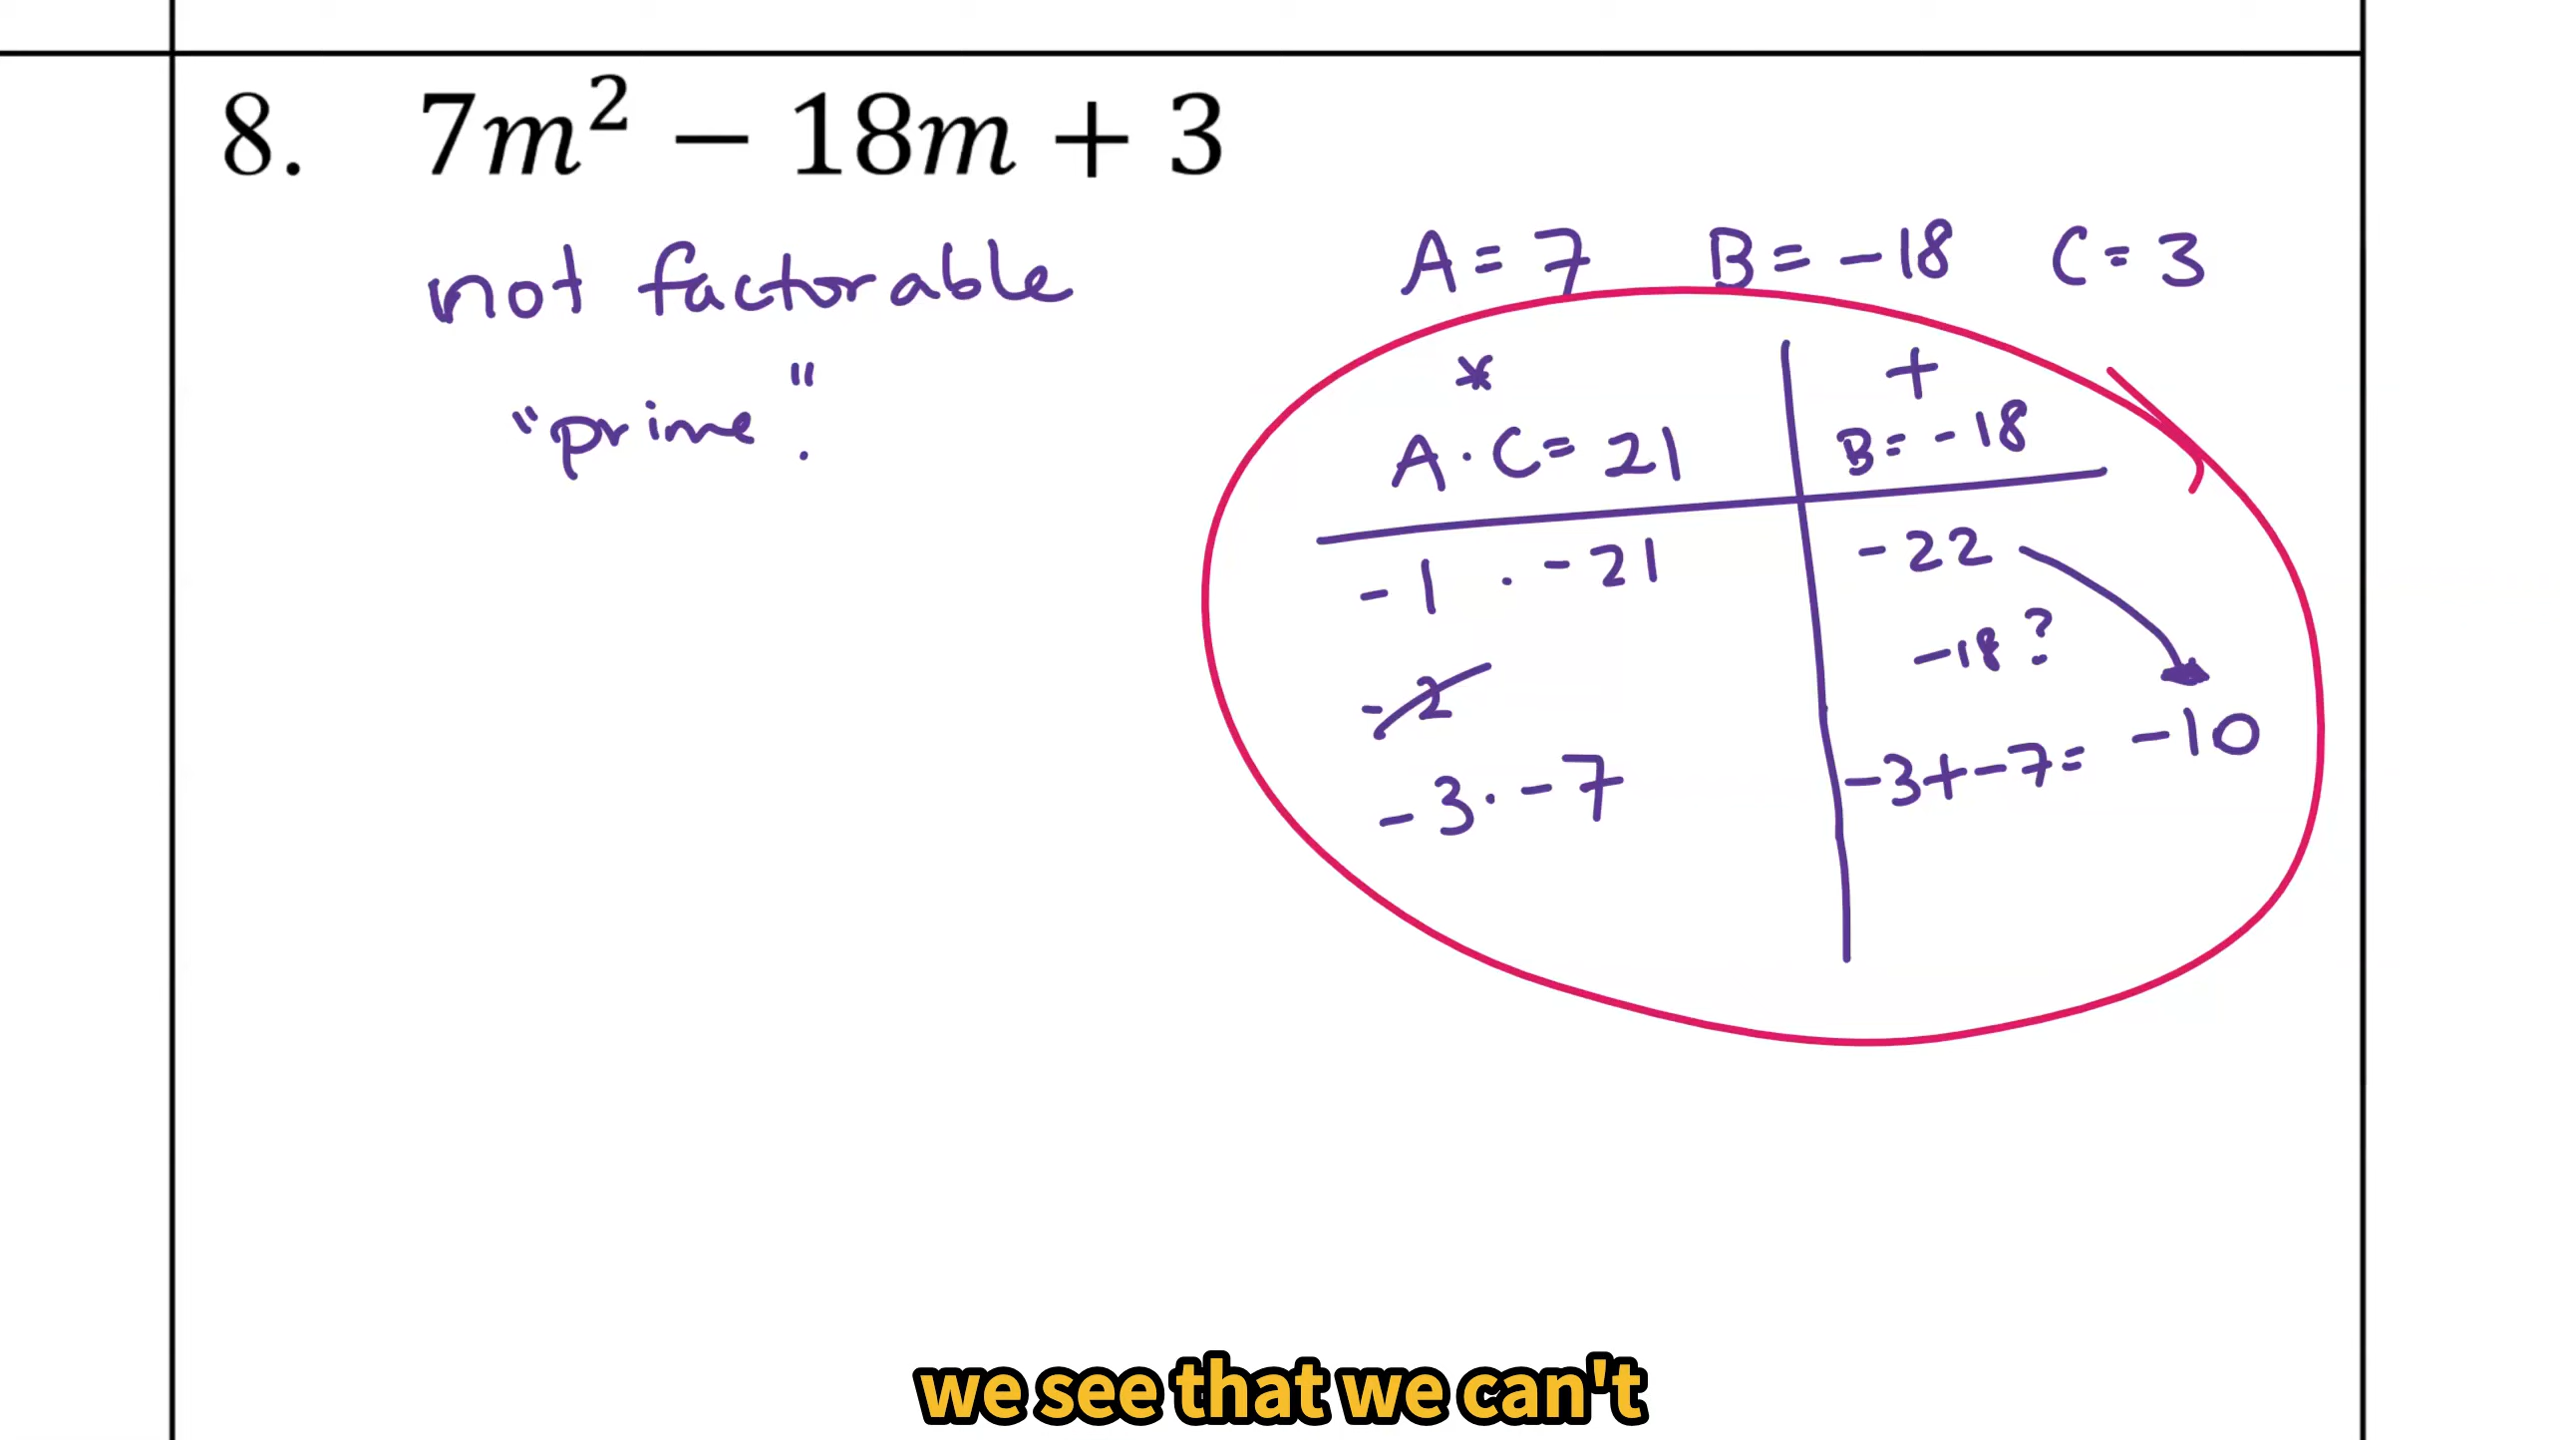 8. 7m² − 18m + 3
not factorable
"prime".
A = 7 B = -18 C = 3
* +
A · C = 21 B = -18
-1 · -21 -22
-18?
-2
-3 · -7 -3 + -7 = -10
we see that we can't